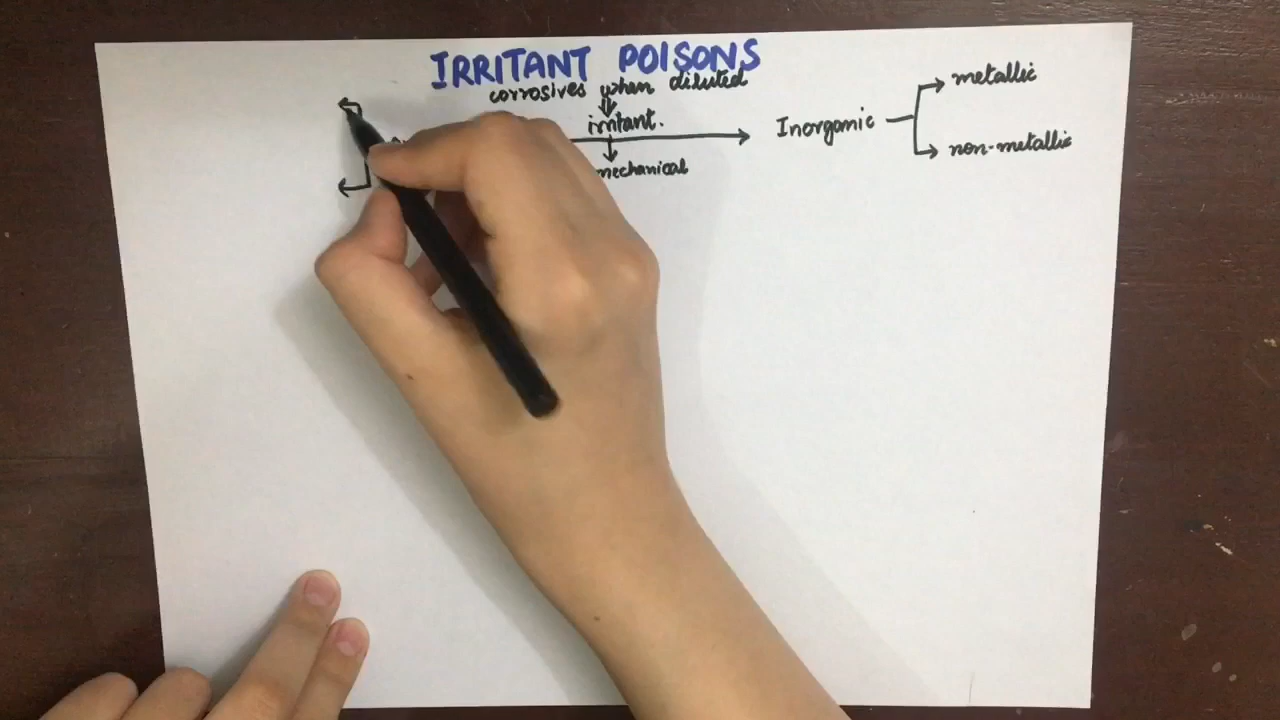 IRRITANT POISONS
corrosives when diluted
irritant.
Inorganic
metallic
non-metallic
mechanical